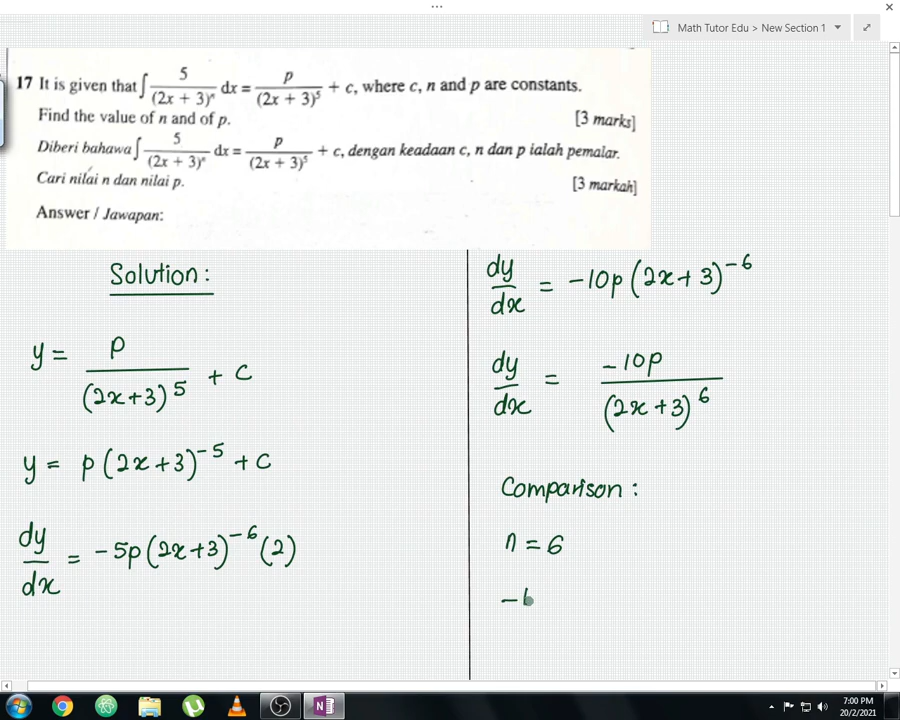 Math Tutor Edu > New Section 1
17 It is given that ∫ 5/(2x + 3)ⁿ dx = p/(2x + 3)⁵ + c, where c, n and p are constants.
Find the value of n and of p.
[3 marks]
Diberi bahawa ∫ 5/(2x + 3)ⁿ dx = p/(2x + 3)⁵ + c, dengan keadaan c, n dan p ialah pemalar.
Cari nilai n dan nilai p.
[3 markah]
Answer / Jawapan:
Solution:
y = p/(2x+3)⁵ + c
y = p(2x+3)⁻⁵ + c
dy/dx = -5p(2x+3)⁻⁶(2)
dy/dx = -10p(2x+3)⁻⁶
dy/dx = -10p/(2x+3)⁶
Comparison:
n = 6
7:00 PM
20/2/2021